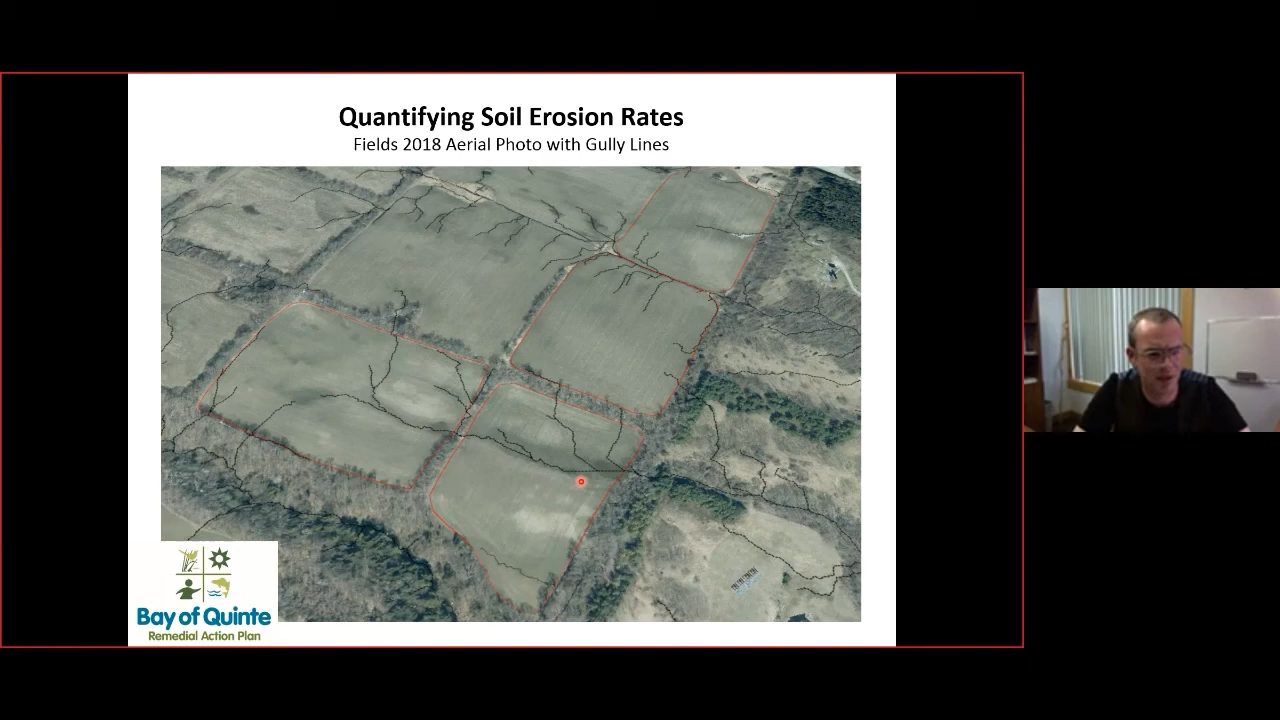 Quantifying Soil Erosion Rates
Fields 2018 Aerial Photo with Gully Lines
Bay of Quinte
Remedial Action Plan